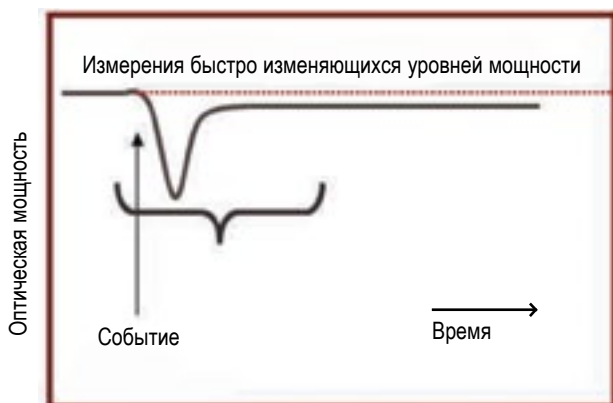 Измерения быстро изменяющихся уровней мощности
Оптическая мощность
Событие
Время